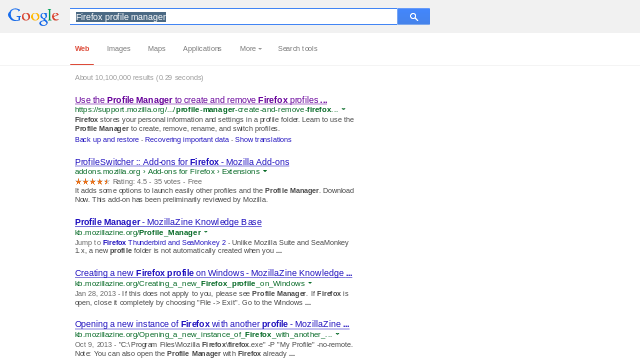 Google
Firefox profile manager
Web Images Maps Applications More Search tools
About 10,100,000 results (0.29 seconds)
Use the Profile Manager to create and remove Firefox profiles ...
https://support.mozilla.org/.../profile-manager-create-and-remove-firefox...
Firefox stores your personal information and settings in a profile folder. Learn to use the
Profile Manager to create, remove, rename, and switch profiles.
Back up and restore - Recovering important data - Show translations
ProfileSwitcher :: Add-ons for Firefox - Mozilla Add-ons
addons.mozilla.org › Add-ons for Firefox › Extensions
Rating: 4.5 - 35 votes - Free
It adds some options to launch easily other profiles and the Profile Manager. Download
Now. This add-on has been preliminarily reviewed by Mozilla.
Profile Manager - MozillaZine Knowledge Base
kb.mozillazine.org/Profile_Manager
Jump to Firefox Thunderbird and SeaMonkey 2 - Unlike Mozilla Suite and SeaMonkey
1.x, a new profile folder is not automatically created when you ...
Creating a new Firefox profile on Windows - MozillaZine Knowledge ...
kb.mozillazine.org/Creating_a_new_Firefox_profile_on_Windows
Jan 28, 2013 - If this does not apply to you, please see Profile Manager. If Firefox is
open, close it completely by choosing "File -> Exit". Go to the Windows ...
Opening a new instance of Firefox with another profile - MozillaZine ...
kb.mozillazine.org/Opening_a_new_instance_of_Firefox_with_another_...
Oct 9, 2013 - "C:\Program Files\Mozilla Firefox\firefox.exe" -P "My Profile" -no-remote.
Note: You can also open the Profile Manager with Firefox already ...